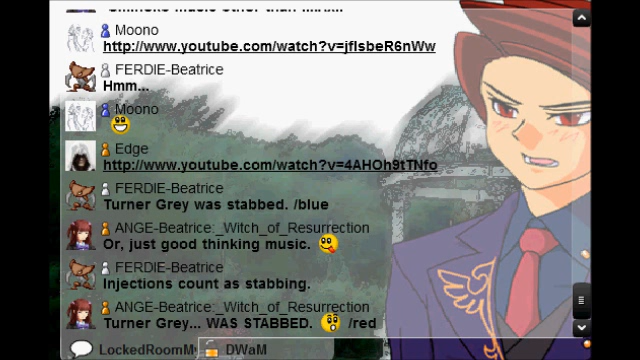 Moono
http://www.youtube.com/watch?v=jfIsbeR6nWw
FERDIE-Beatrice
Hmm...
Moono
Edge
http://www.youtube.com/watch?v=4AHOh9tTNfo
FERDIE-Beatrice
Turner Grey was stabbed. /blue
ANGE-Beatrice:_Witch_of_Resurrection
Or, just good thinking music.
FERDIE-Beatrice
Injections count as stabbing.
ANGE-Beatrice:_Witch_of_Resurrection
Turner Grey... WAS STABBED. /red
LockedRoomMy DWaM